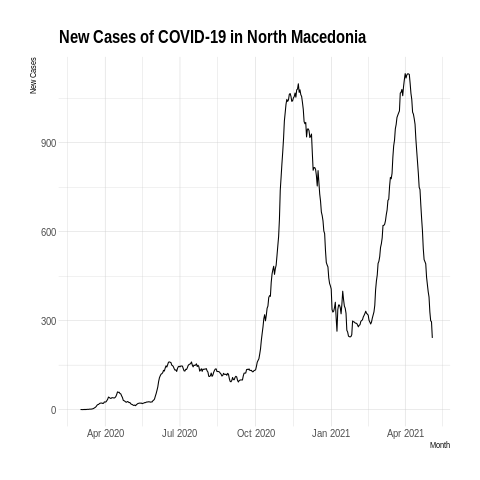 New Cases of COVID-19 in North Macedonia
New Cases
900
600
300
0
Apr 2020
Jul 2020
Oct 2020
Jan 2021
Apr 2021
Month